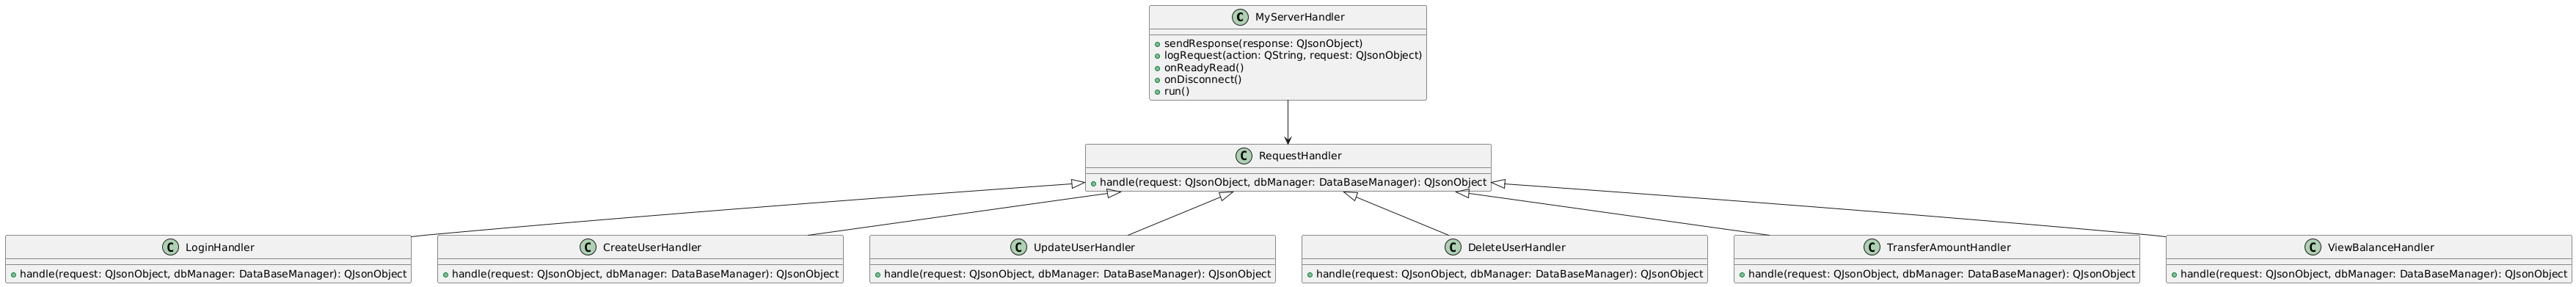 C MyServerHandler
sendResponse(response: QJsonObject)
logRequest(action: QString, request: QJsonObject)
onReadyRead()
onDisconnect()
run()
C RequestHandler
handle(request: QJsonObject, dbManager: DataBaseManager): QJsonObject
C LoginHandler
handle(request: QJsonObject, dbManager: DataBaseManager): QJsonObject
C CreateUserHandler
handle(request: QJsonObject, dbManager: DataBaseManager): QJsonObject
C UpdateUserHandler
handle(request: QJsonObject, dbManager: DataBaseManager): QJsonObject
C DeleteUserHandler
handle(request: QJsonObject, dbManager: DataBaseManager): QJsonObject
C TransferAmountHandler
handle(request: QJsonObject, dbManager: DataBaseManager): QJsonObject
C ViewBalanceHandler
handle(request: QJsonObject, dbManager: DataBaseManager): QJsonObject